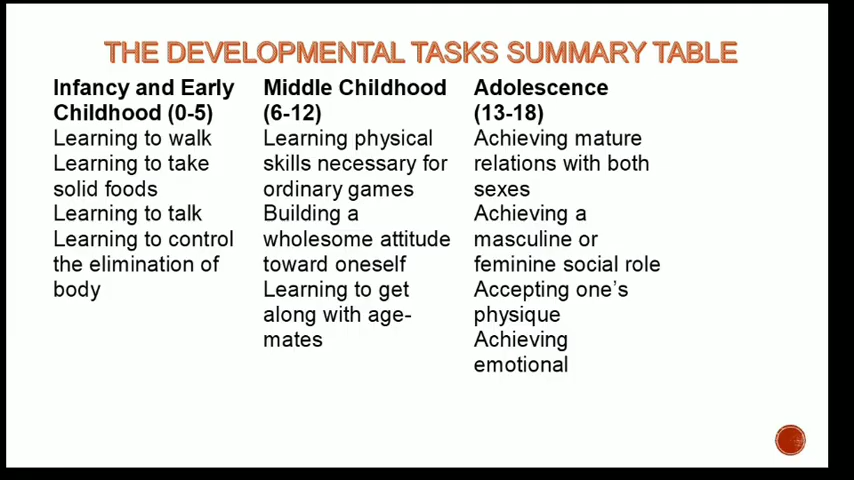 THE DEVELOPMENTAL TASKS SUMMARY TABLE
Infancy and Early
Childhood (0-5)
Learning to walk
Learning to take
solid foods
Learning to talk
Learning to control
the elimination of
body
Middle Childhood
(6-12)
Learning physical
skills necessary for
ordinary games
Building a
wholesome attitude
toward oneself
Learning to get
along with age-
mates
Adolescence
(13-18)
Achieving mature
relations with both
sexes
Achieving a
masculine or
feminine social role
Accepting one’s
physique
Achieving
emotional